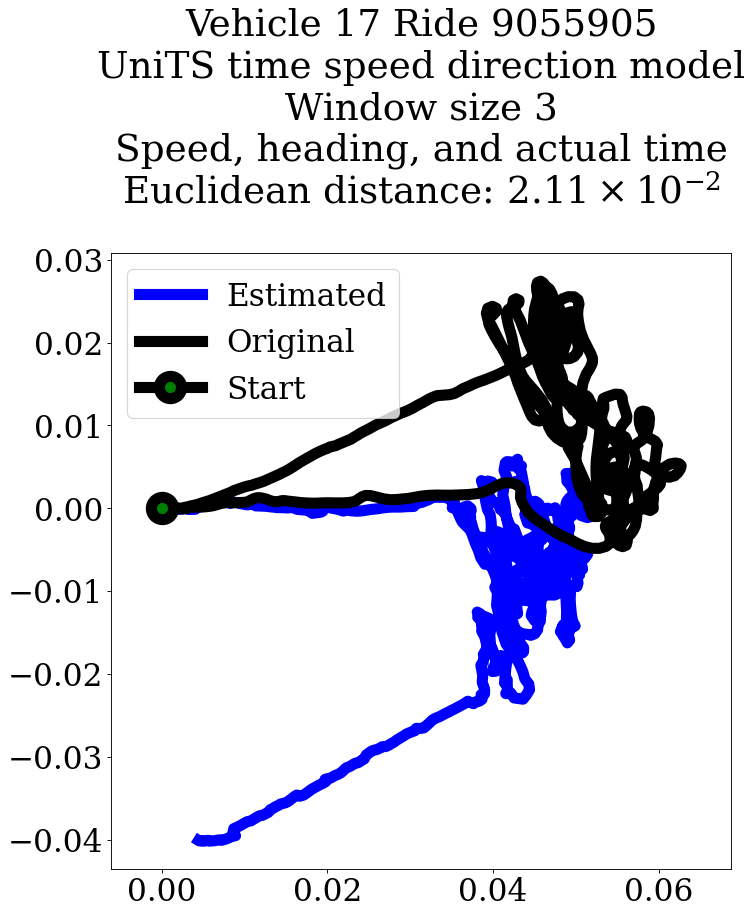 Vehicle 17 Ride 9055905
UniTS time speed direction model
Window size 3
Speed, heading, and actual time
Euclidean distance: 2.11 × 10⁻²
0.03
0.02
0.01
0.00
−0.01
−0.02
−0.03
−0.04
Estimated
Original
Start
0.00 0.02 0.04 0.06